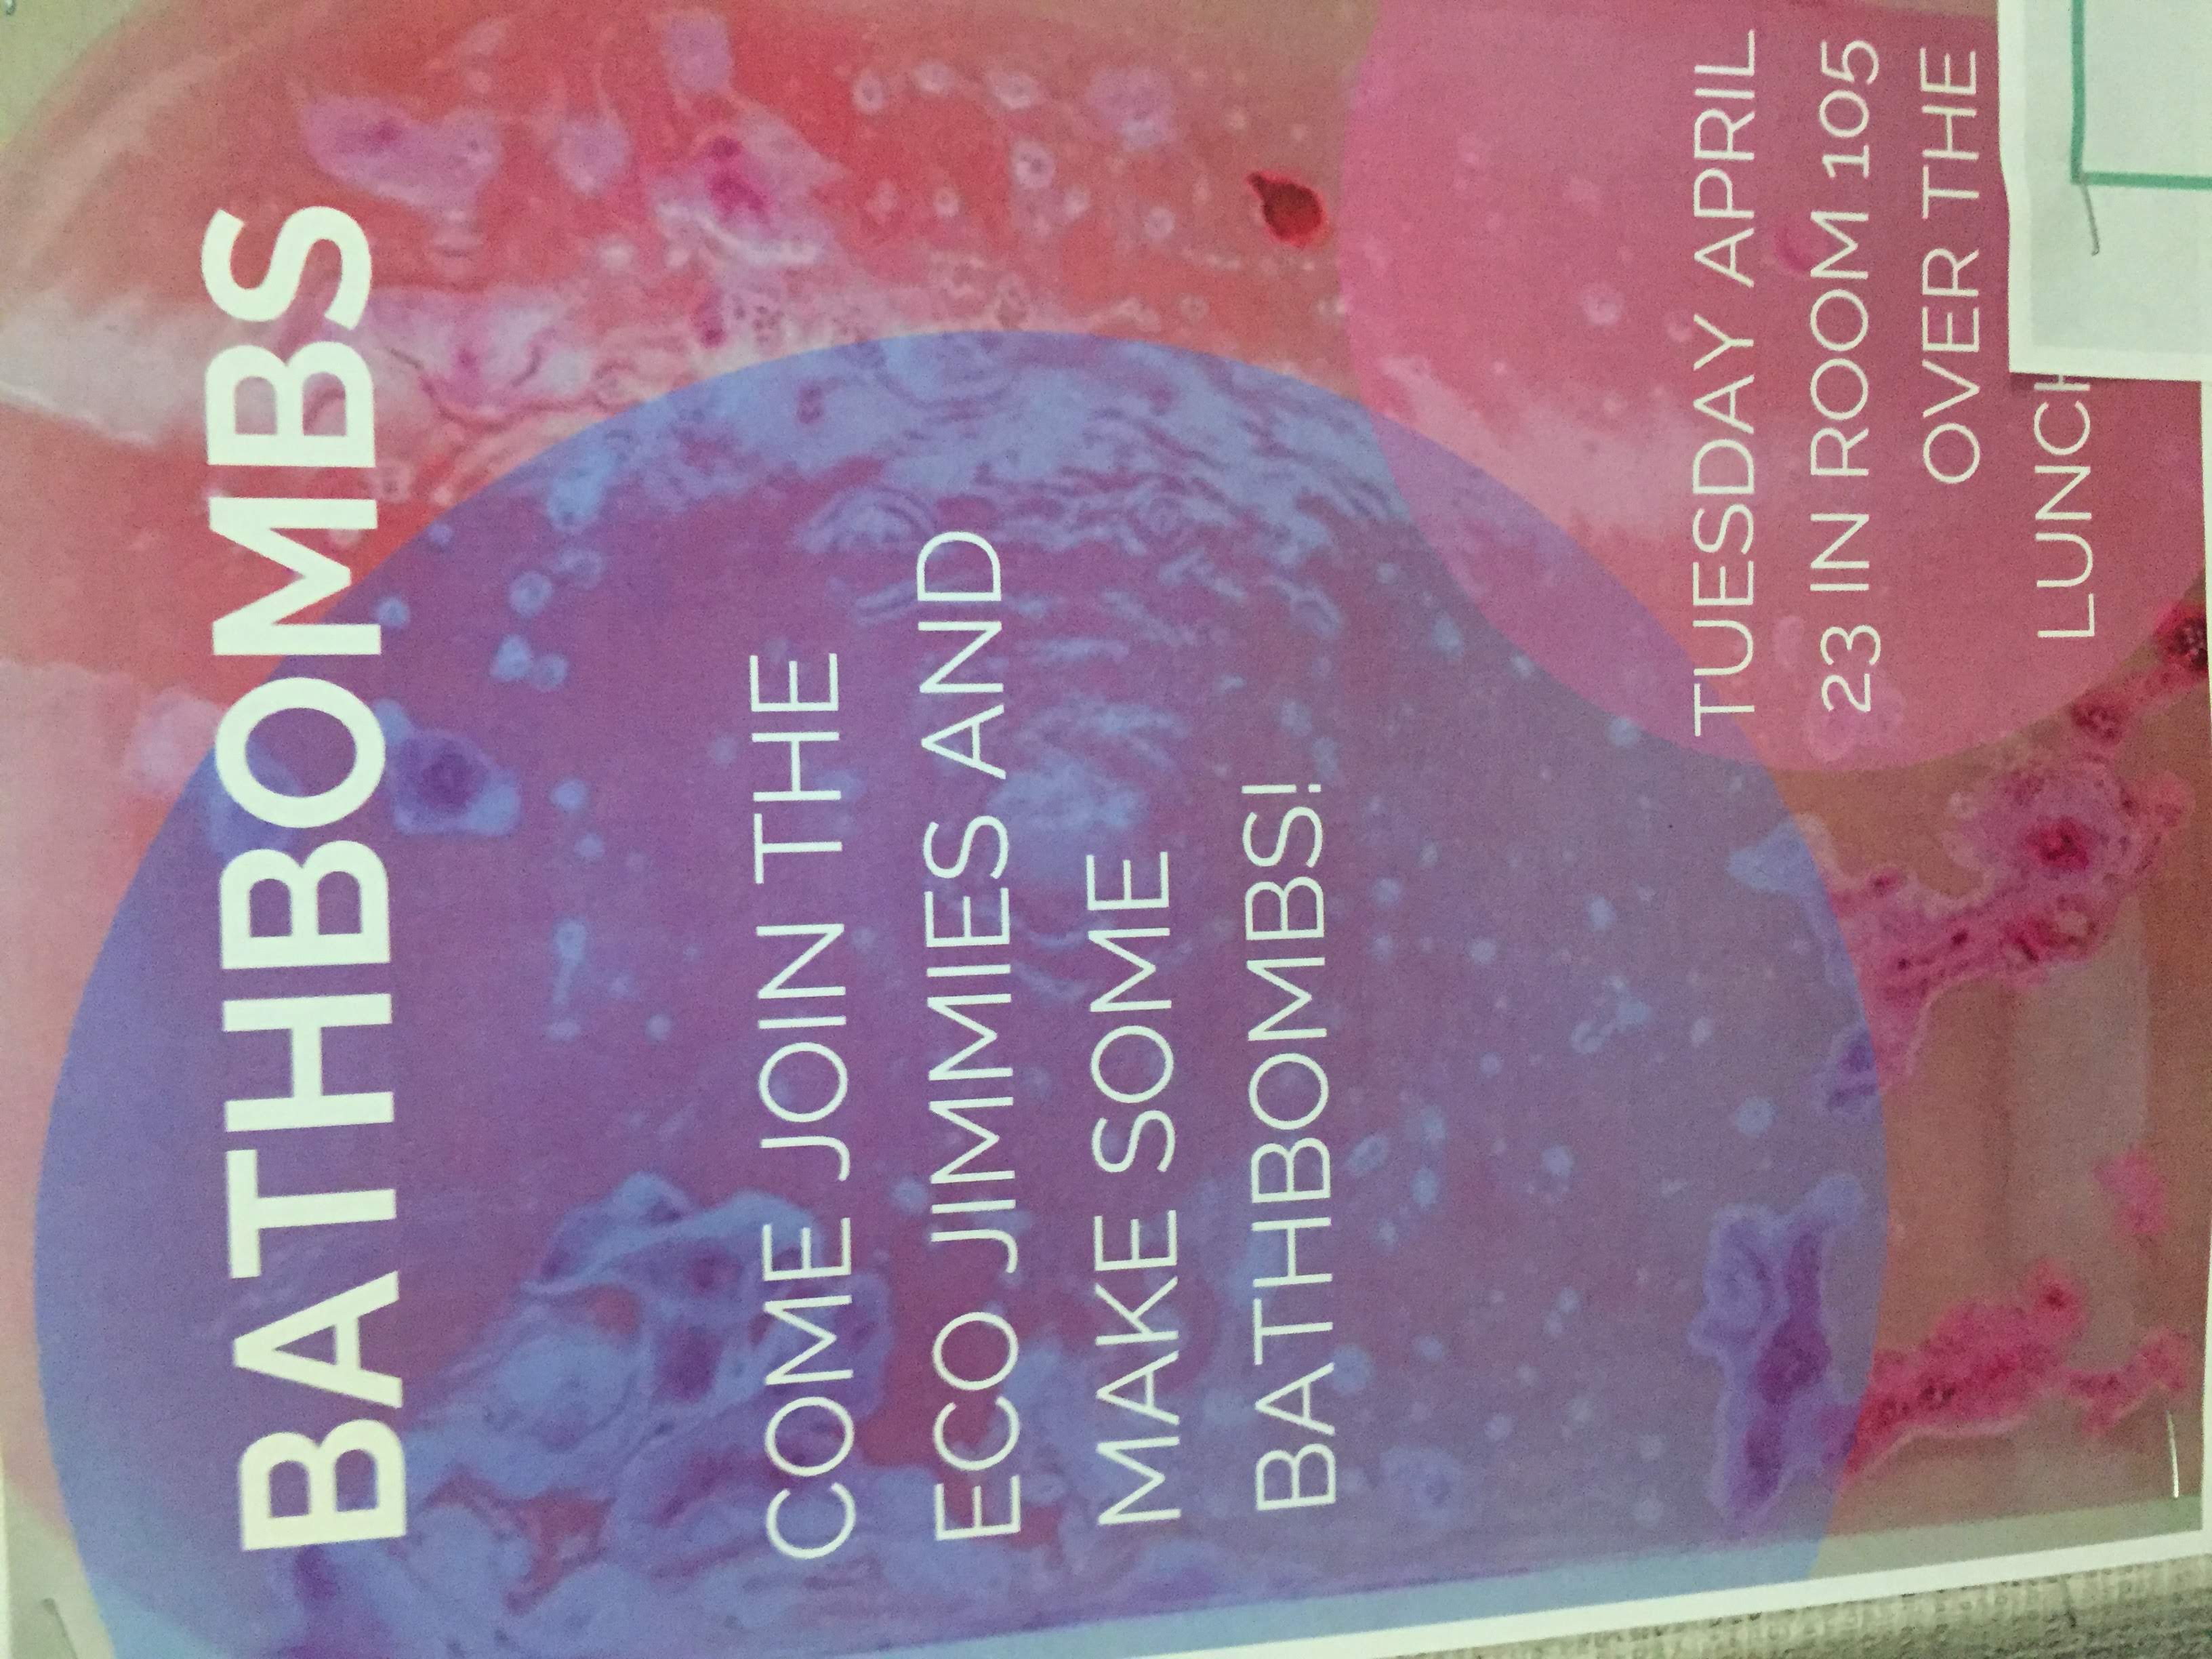 BATHBOMBS
COME JOIN THE
ECO JIMMIES AND
MAKE SOME
BATHBOMBS!
TUESDAY APRIL
23 IN ROOM 105
OVER THE
LUNCH